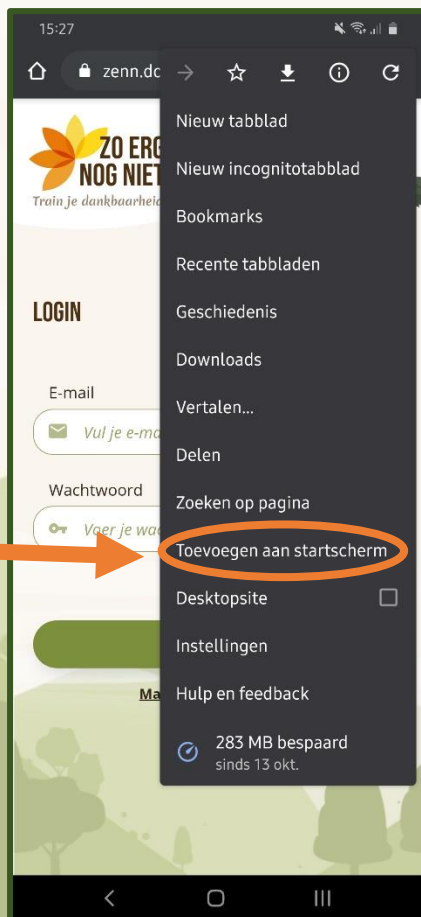 15:27
zenn.dc
ZO ERG
NOG NIET
Train je dankbaarheid
LOGIN
E-mail
Vul je e-ma
Wachtwoord
Voer je wac
Ma
Nieuw tabblad
Nieuw incognitotabblad
Bookmarks
Recente tabbladen
Geschiedenis
Downloads
Vertalen...
Delen
Zoeken op pagina
Toevoegen aan startscherm
Desktopsite
Instellingen
Hulp en feedback
283 MB bespaard
sinds 13 okt.